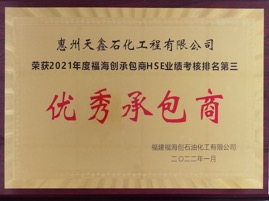 惠州天鑫石化工程有限公司
荣获2021年度福海创承包商HSE业绩考核排名第三
优秀承包商
福建福海创石油化工有限公司
二〇二二年一月